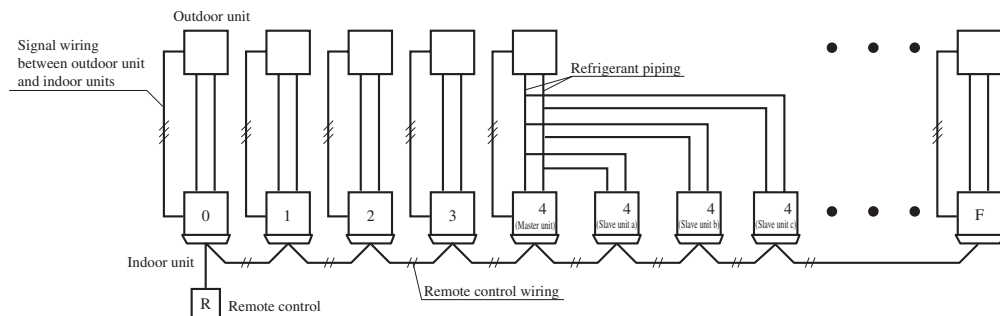 Outdoor unit
Signal wiring
between outdoor unit
and indoor units
Refrigerant piping
0
1
2
3
4
(Master unit)
4
(Slave unit a)
4
(Slave unit b)
4
(Slave unit c)
F
Indoor unit
R
Remote control
Remote control wiring